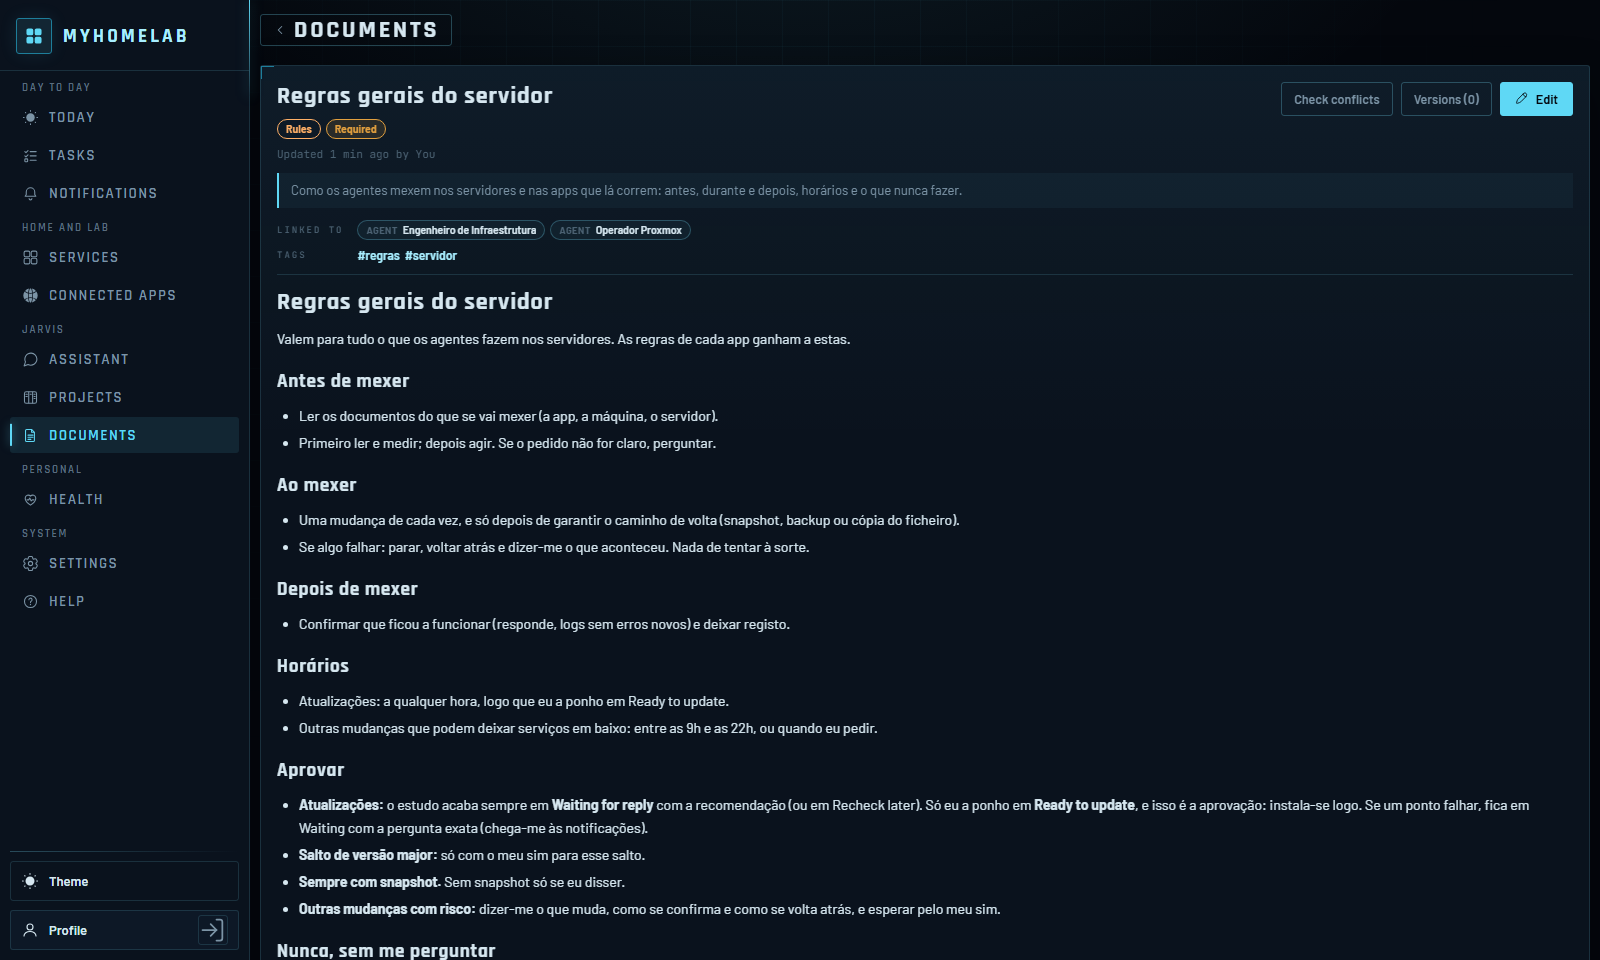 MYHOMELAB
DAY TO DAY
TODAY
TASKS
NOTIFICATIONS
HOME AND LAB
SERVICES
CONNECTED APPS
JARVIS
ASSISTANT
PROJECTS
DOCUMENTS
PERSONAL
HEALTH
SYSTEM
SETTINGS
HELP
Theme
Profile
DOCUMENTS
Regras gerais do servidor
Check conflicts
Versions (0)
Edit
Rules Required
Updated 1 min ago by You
Como os agentes mexem nos servidores e nas apps que lá correm: antes, durante e depois, horários e o que nunca fazer.
LINKED TO AGENT Engenheiro de Infraestrutura AGENT Operador Proxmox
TAGS #regras #servidor
Regras gerais do servidor
Valem para tudo o que os agentes fazem nos servidores. As regras de cada app ganham a estas.
Antes de mexer
• Ler os documentos do que se vai mexer (a app, a máquina, o servidor).
• Primeiro ler e medir; depois agir. Se o pedido não for claro, perguntar.
Ao mexer
• Uma mudança de cada vez, e só depois de garantir o caminho de volta (snapshot, backup ou cópia do ficheiro).
• Se algo falhar: parar, voltar atrás e dizer-me o que aconteceu. Nada de tentar à sorte.
Depois de mexer
• Confirmar que ficou a funcionar (responde, logs sem erros novos) e deixar registo.
Horários
• Atualizações: a qualquer hora, logo que eu a ponho em Ready to update.
• Outras mudanças que podem deixar serviços em baixo: entre as 9h e as 22h, ou quando eu pedir.
Aprovar
• Atualizações: o estudo acaba sempre em Waiting for reply com a recomendação (ou em Recheck later). Só eu a ponho em Ready to update, e isso é a aprovação: instala-se logo. Se um ponto falhar, fica em
Waiting com a pergunta exata (chega-me às notificações).
• Salto de versão major: só com o meu sim para esse salto.
• Sempre com snapshot. Sem snapshot só se eu disser.
• Outras mudanças com risco: dizer-me o que muda, como se confirma e como se volta atrás, e esperar pelo meu sim.
Nunca, sem me perguntar